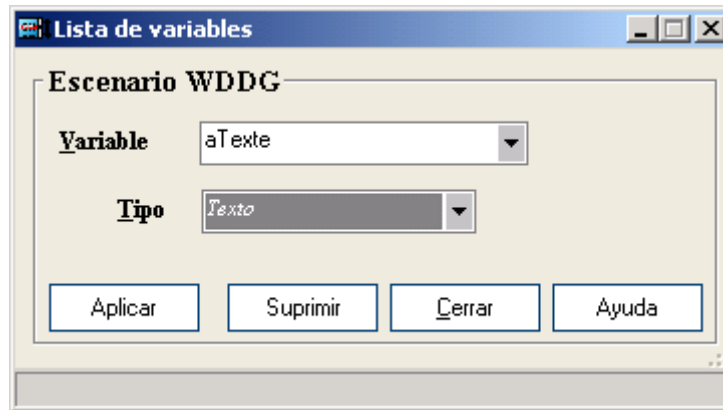 Lista de variables
Escenario WDDG
Variable aTexte
Tipo Texto
Aplicar Suprimir Cerrar Ayuda